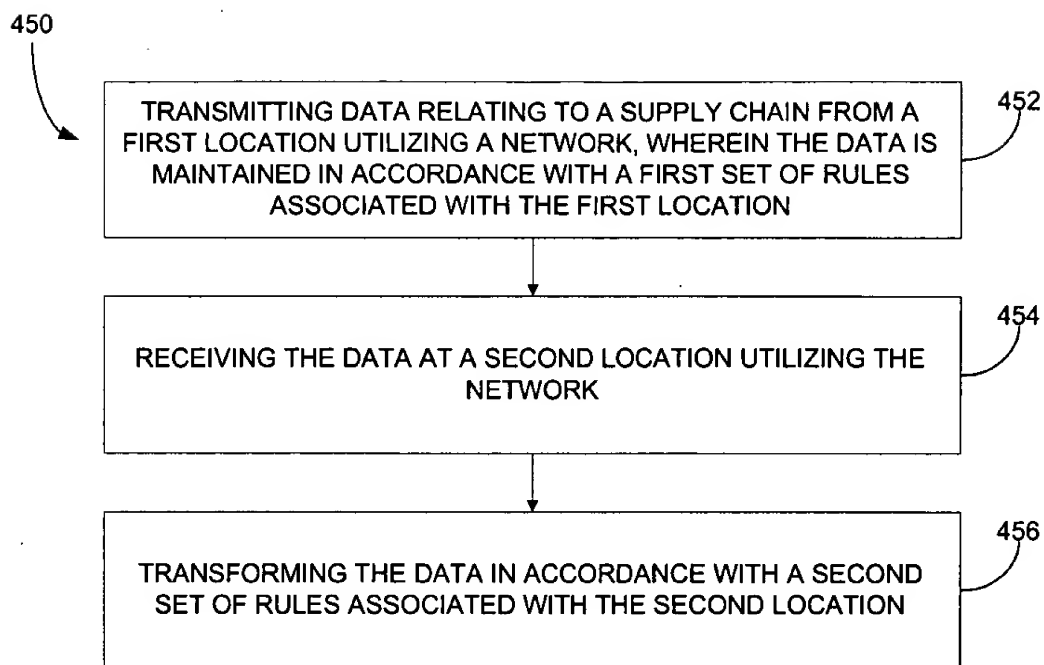 450
TRANSMITTING DATA RELATING TO A SUPPLY CHAIN FROM A
FIRST LOCATION UTILIZING A NETWORK, WHEREIN THE DATA IS
MAINTAINED IN ACCORDANCE WITH A FIRST SET OF RULES
ASSOCIATED WITH THE FIRST LOCATION
452
RECEIVING THE DATA AT A SECOND LOCATION UTILIZING THE
NETWORK
454
TRANSFORMING THE DATA IN ACCORDANCE WITH A SECOND
SET OF RULES ASSOCIATED WITH THE SECOND LOCATION
456